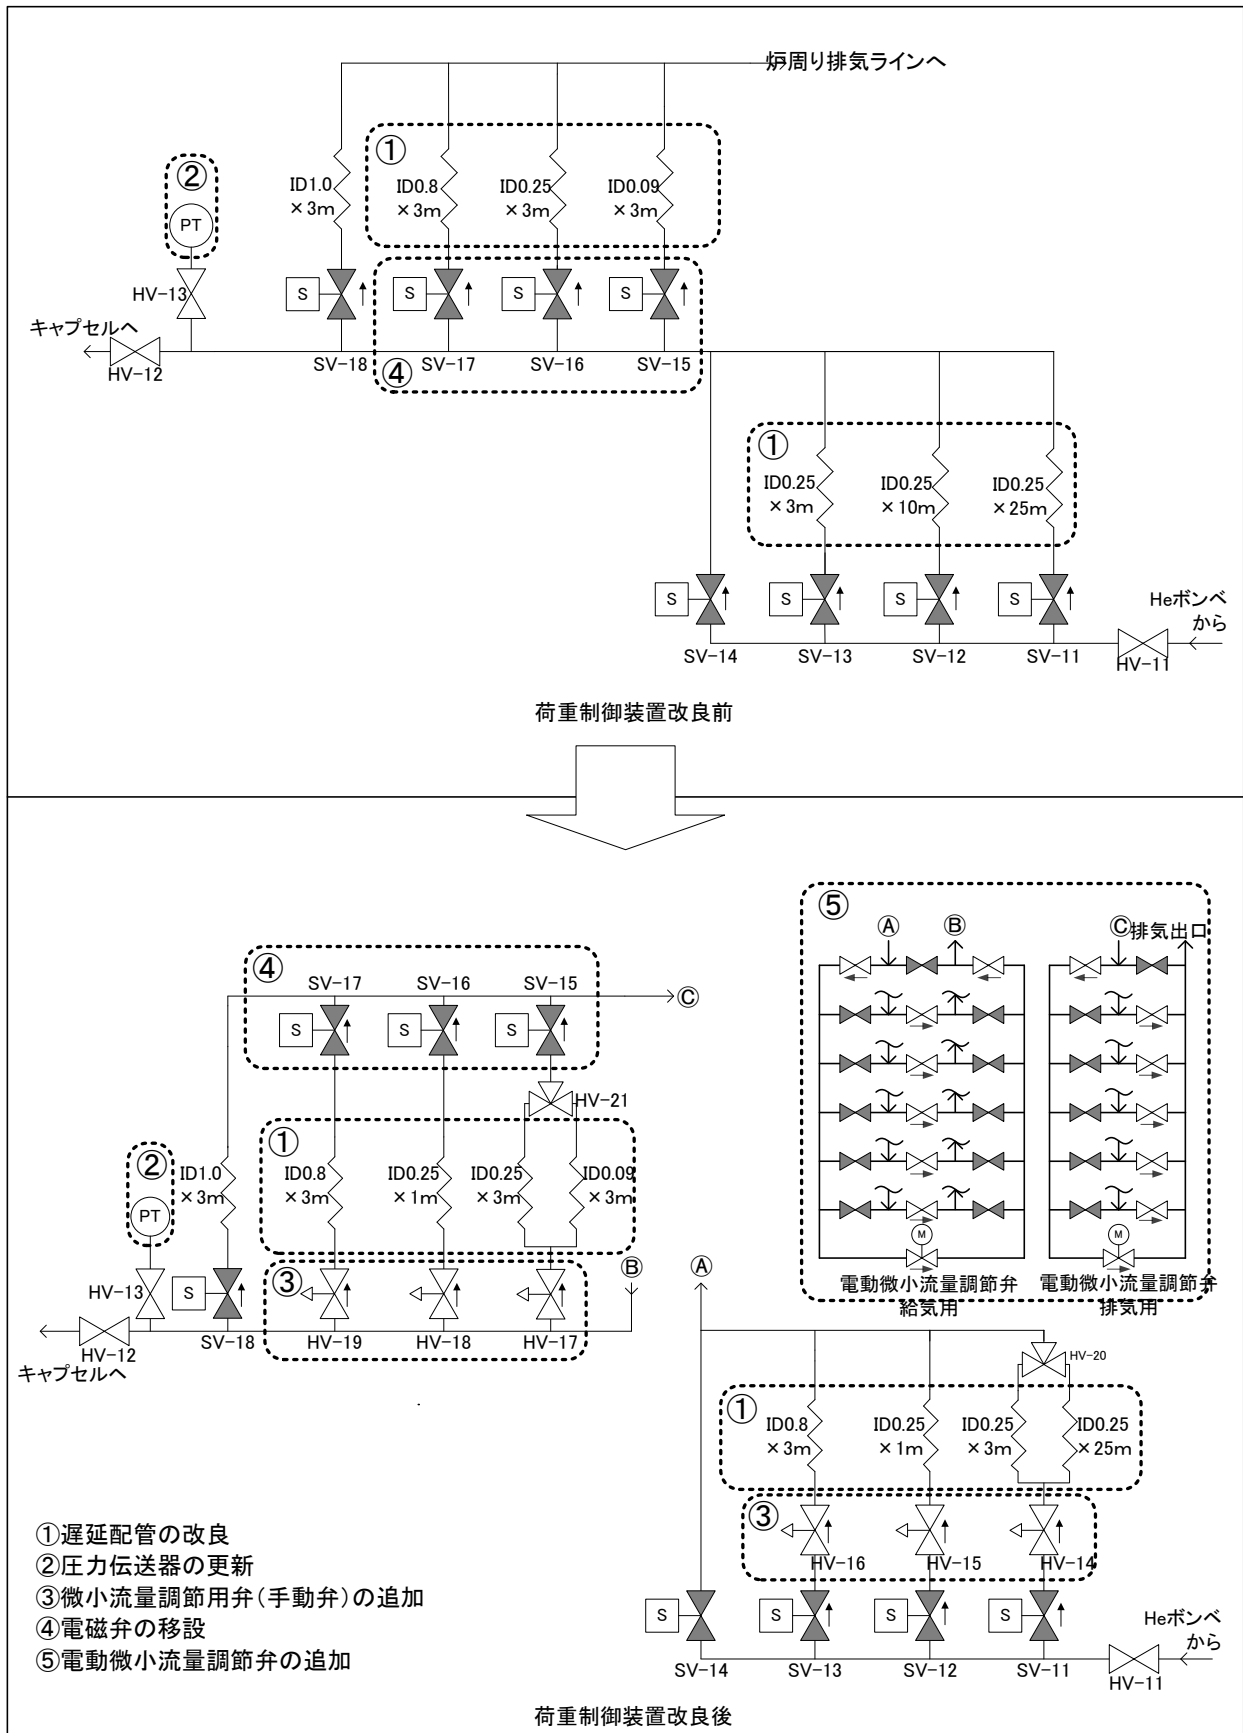 炉周り排気ラインへ
①
②
ID1.0
×3m
ID0.8
×3m
ID0.25
×3m
ID0.09
×3m
PT
HV-13
S
S
S
S
キャプセルへ
HV-12
SV-18
SV-17
SV-16
SV-15
④
①
ID0.25
×3m
ID0.25
×10m
ID0.25
×25m
S
S
S
S
Heボンベ
から
SV-14
SV-13
SV-12
SV-11
HV-11
荷重制御装置改良前
⑤
Ⓐ
Ⓑ
Ⓒ
排気出口
M
M
電動微小流量調節弁
給気用
電動微小流量調節弁
排気用
④
SV-17
SV-16
SV-15
Ⓒ
S
S
S
HV-21
①
②
ID1.0
×3m
ID0.8
×3m
ID0.25
×1m
ID0.25
×3m
ID0.09
×3m
PT
HV-13
S
③
Ⓑ
Ⓐ
HV-12
SV-18
HV-19
HV-18
HV-17
キャプセルへ
HV-20
①
ID0.8
×3m
ID0.25
×1m
ID0.25
×3m
ID0.25
×25m
③
HV-16
HV-15
HV-14
S
S
S
S
Heボンベ
から
SV-14
SV-13
SV-12
SV-11
HV-11
①遅延配管の改良
②圧力伝送器の更新
③微小流量調節用弁(手動弁)の追加
④電磁弁の移設
⑤電動微小流量調節弁の追加
荷重制御装置改良後